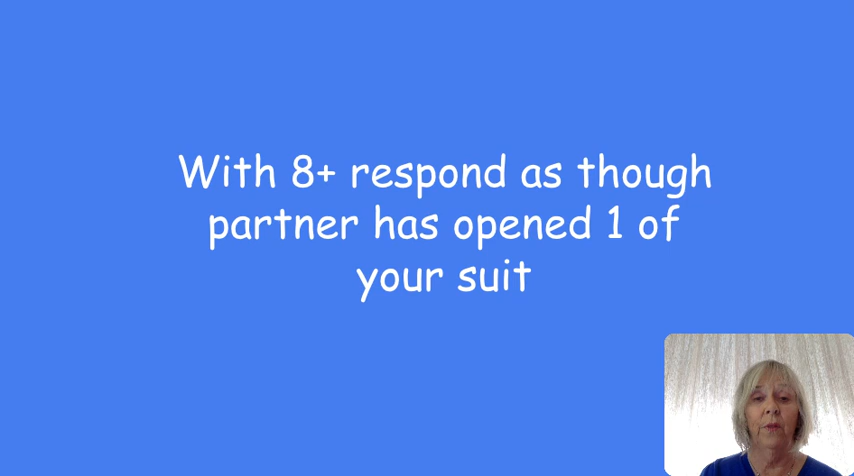 With 8+ respond as though
partner has opened 1 of
your suit